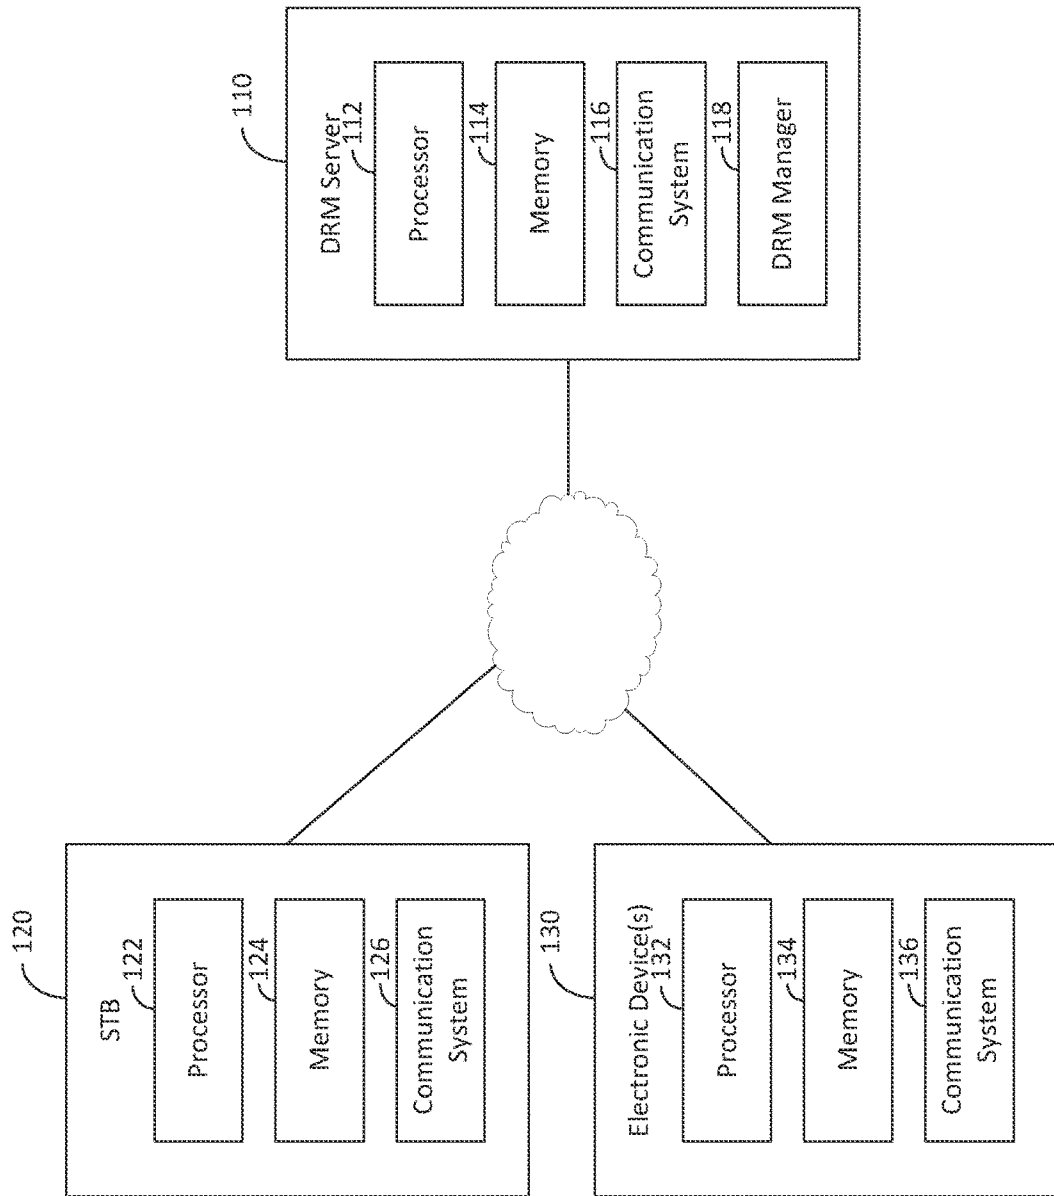 120
STB
122
Processor
124
Memory
126
Communication
System
130
Electronic Device(s)
132
Processor
134
Memory
136
Communication
System
110
DRM Server
112
Processor
114
Memory
116
Communication
System
118
DRM Manager